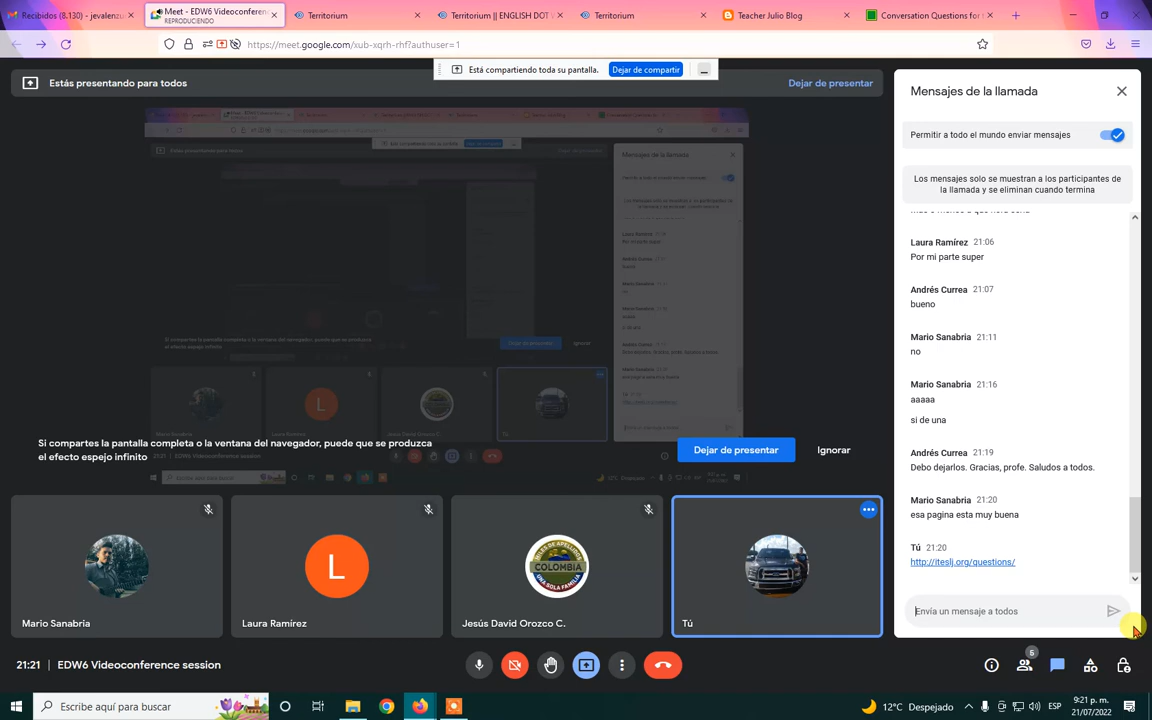 Recibidos (8.130) - jevalenzu
Meet - EDW6 Videoconferen
REPRODUCIENDO
Territorium
Territorium || ENGLISH DOT
Territorium
Teacher Julio Blog
Conversation Questions for
https://meet.google.com/xub-xqrh-rhf?authuser=1
Está compartiendo toda su pantalla.
Dejar de compartir
Estás presentando para todos
Dejar de presentar
Mensajes de la llamada
Permitir a todo el mundo enviar mensajes
Los mensajes solo se muestran a los participantes de
la llamada y se eliminan cuando termina
Laura Ramírez 21:06
Por mi parte super
Andrés Currea 21:07
bueno
Mario Sanabria 21:11
no
Mario Sanabria 21:16
aaaaa
si de una
Andrés Currea 21:19
Debo dejarlos. Gracias, profe. Saludos a todos.
Mario Sanabria 21:20
esa pagina esta muy buena
Tú 21:20
http://iteslj.org/questions/
Envía un mensaje a todos
Si compartes la pantalla completa o la ventana del navegador, puede que se produzca
el efecto espejo infinito
Dejar de presentar
Ignorar
L
COLOMBIA
UNA SOLA FAMILIA
Mario Sanabria
Laura Ramírez
Jesús David Orozco C.
Tú
21:21 EDW6 Videoconference session
5
Escribe aquí para buscar
12°C Despejado
ESP
9:21 p. m.
21/07/2022